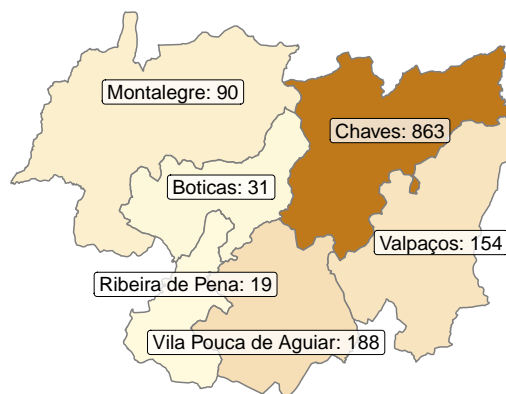 Montalegre: 90
Chaves: 863
Boticas: 31
Valpaços: 154
Ribeira de Pena: 19
Vila Pouca de Aguiar: 188